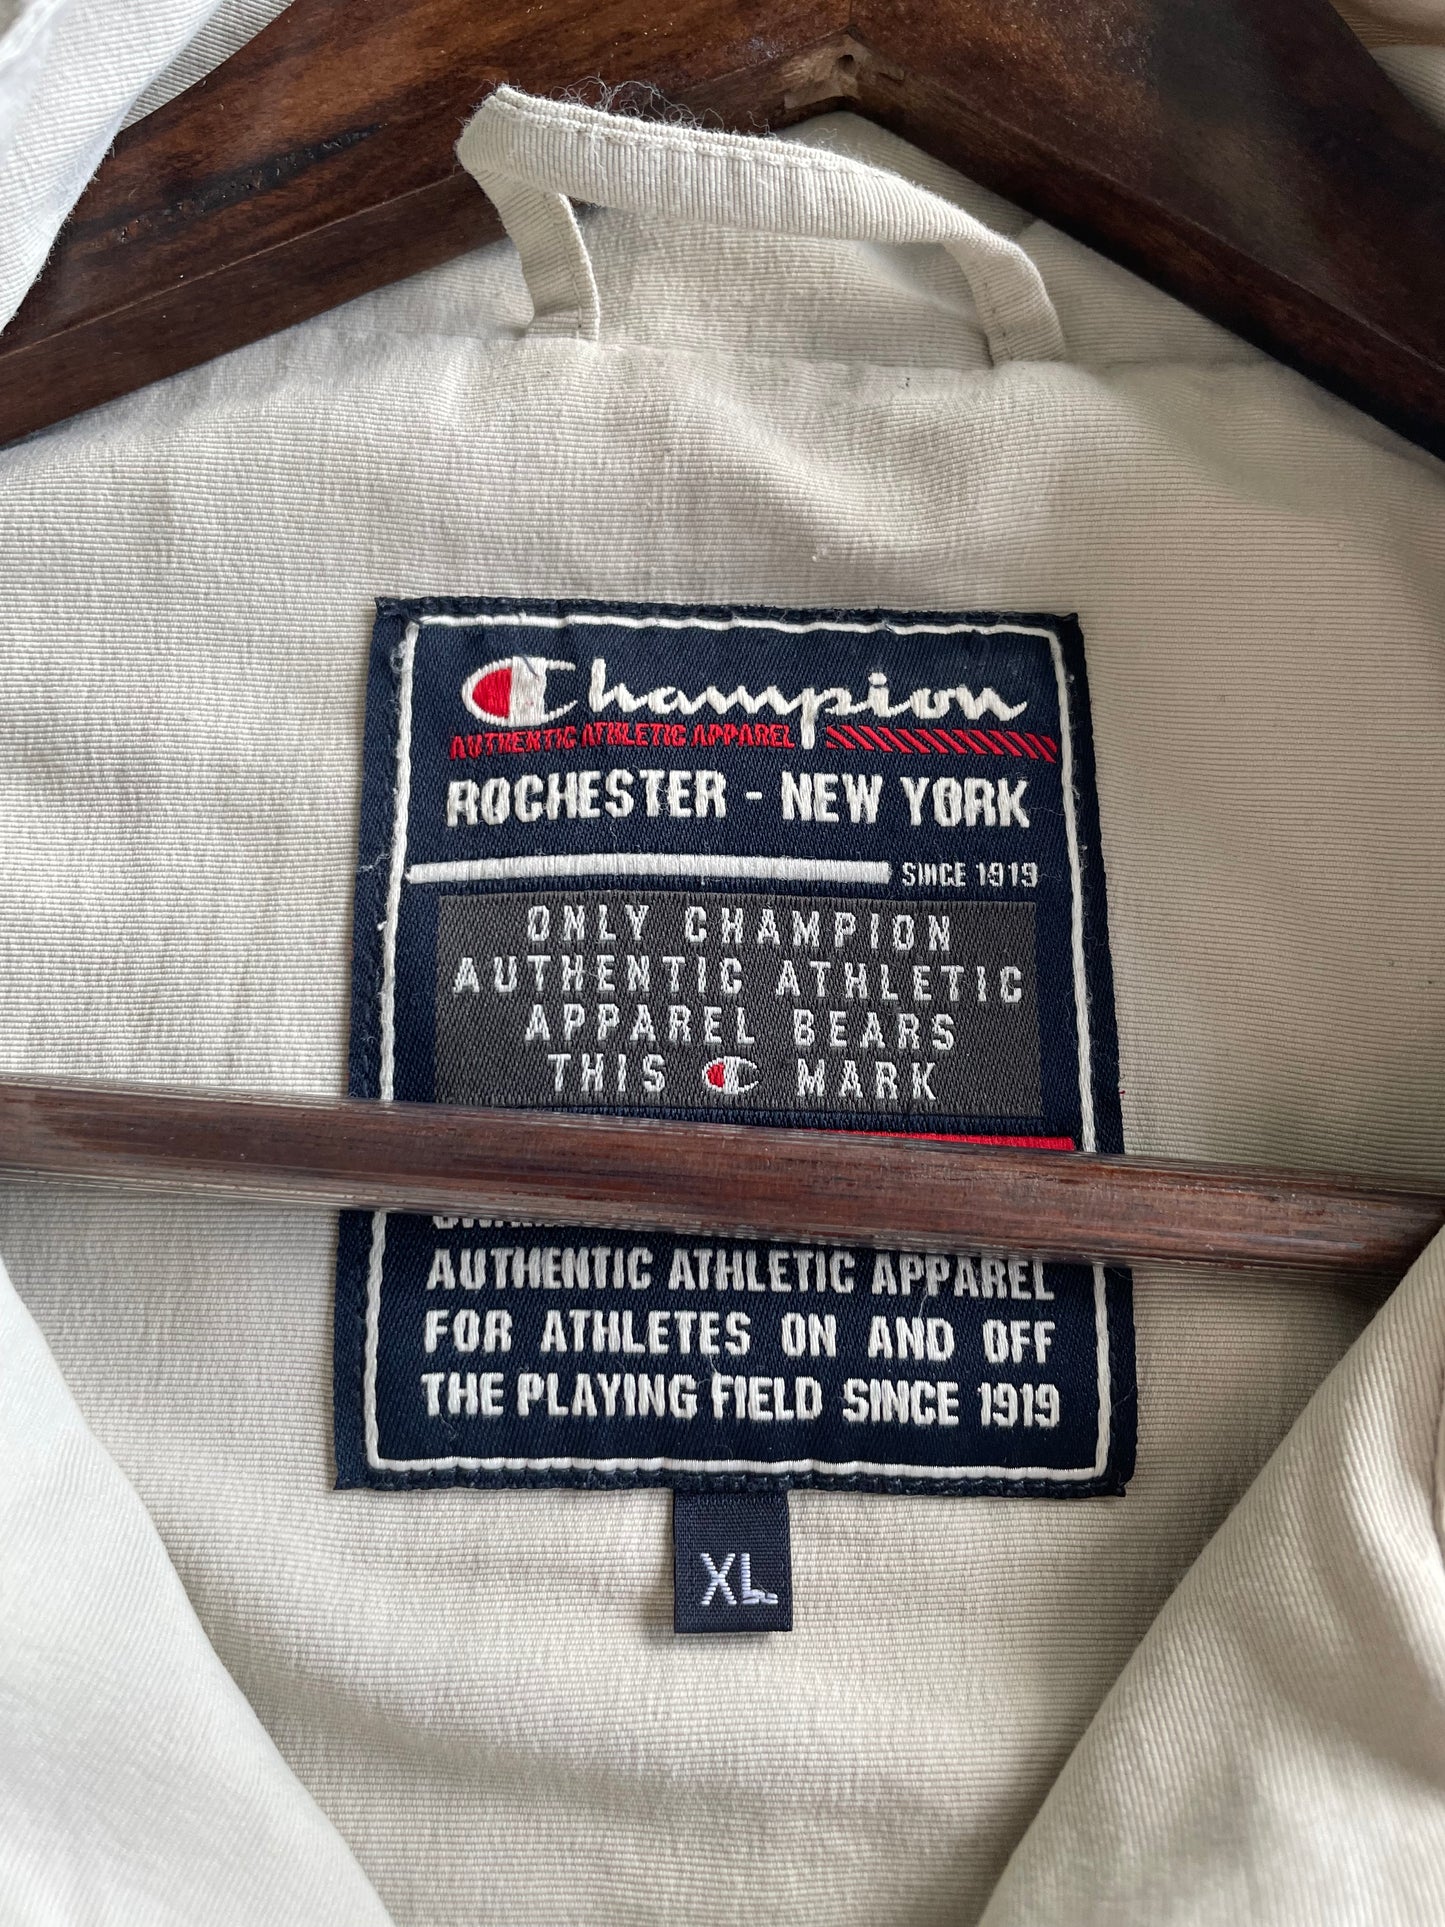 Champion
AUTHENTIC ATHLETIC APPAREL
ROCHESTER - NEW YORK
SINCE 1919
ONLY CHAMPION
AUTHENTIC ATHLETIC
APPAREL BEARS
THIS MARK
AUTHENTIC ATHLETIC APPAREL
FOR ATHLETES ON AND OFF
THE PLAYING FIELD SINCE 1919
XL